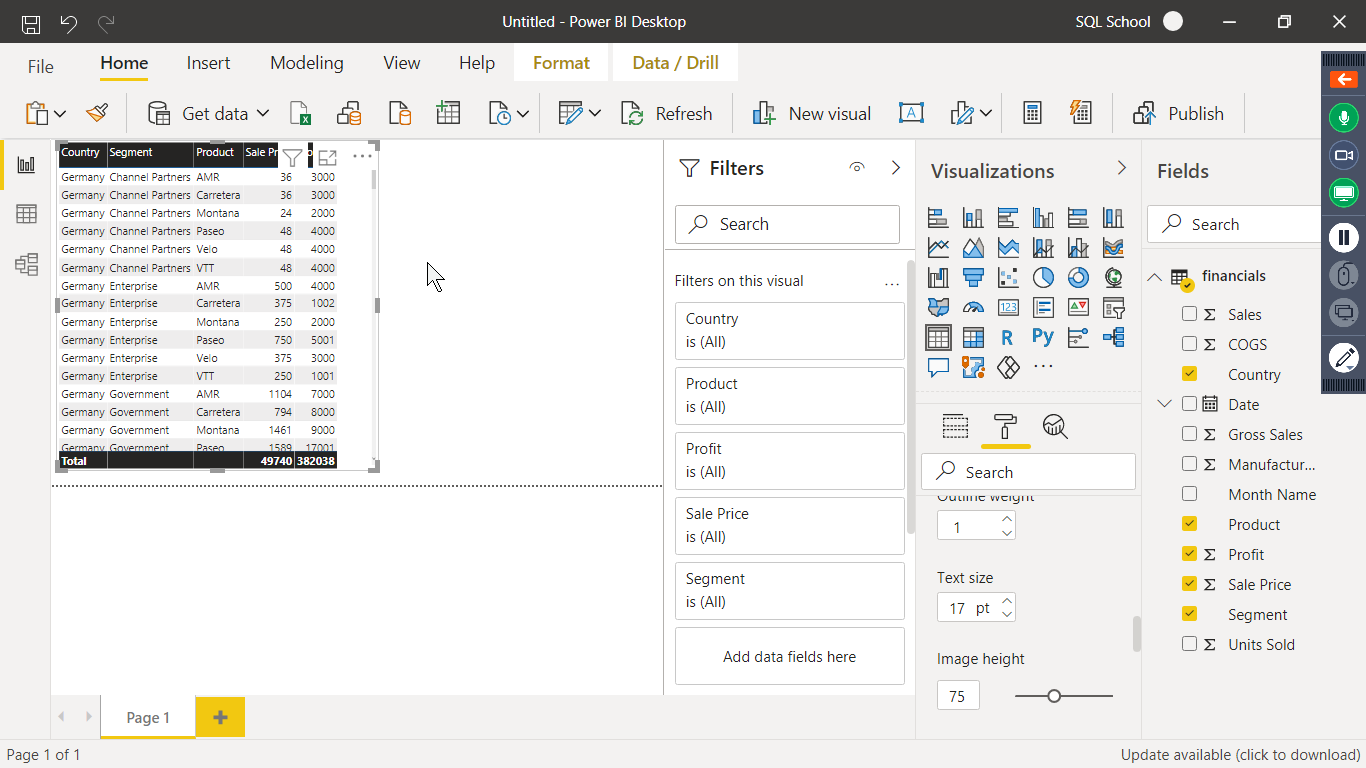 Untitled - Power BI Desktop
SQL School
File
Home
Insert
Modeling
View
Help
Format
Data / Drill
Get data
Refresh
New visual
Publish
Country Segment Product Sale Pr
Germany Channel Partners AMR 36 3000
Germany Channel Partners Carretera 36 3000
Germany Channel Partners Montana 24 2000
Germany Channel Partners Paseo 48 4000
Germany Channel Partners Velo 48 4000
Germany Channel Partners VTT 48 4000
Germany Enterprise AMR 500 4000
Germany Enterprise Carretera 375 1002
Germany Enterprise Montana 250 2000
Germany Enterprise Paseo 750 5001
Germany Enterprise Velo 375 3000
Germany Enterprise VTT 250 1001
Germany Government AMR 1104 7000
Germany Government Carretera 794 8000
Germany Government Montana 1461 9000
Germany Government Paseo 1589 17001
Total 49740 382038
Filters
Search
Filters on this visual
...
Country
is (All)
Product
is (All)
Profit
is (All)
Sale Price
is (All)
Segment
is (All)
Add data fields here
Visualizations
123
R
Py
...
Search
Outline weight
1
Text size
17 pt
Image height
75
Fields
Search
financials
Σ Sales
Σ COGS
Country
Date
Σ Gross Sales
Σ Manufactur...
Month Name
Product
Σ Profit
Σ Sale Price
Segment
Σ Units Sold
Page 1
+
Page 1 of 1
Update available (click to download)